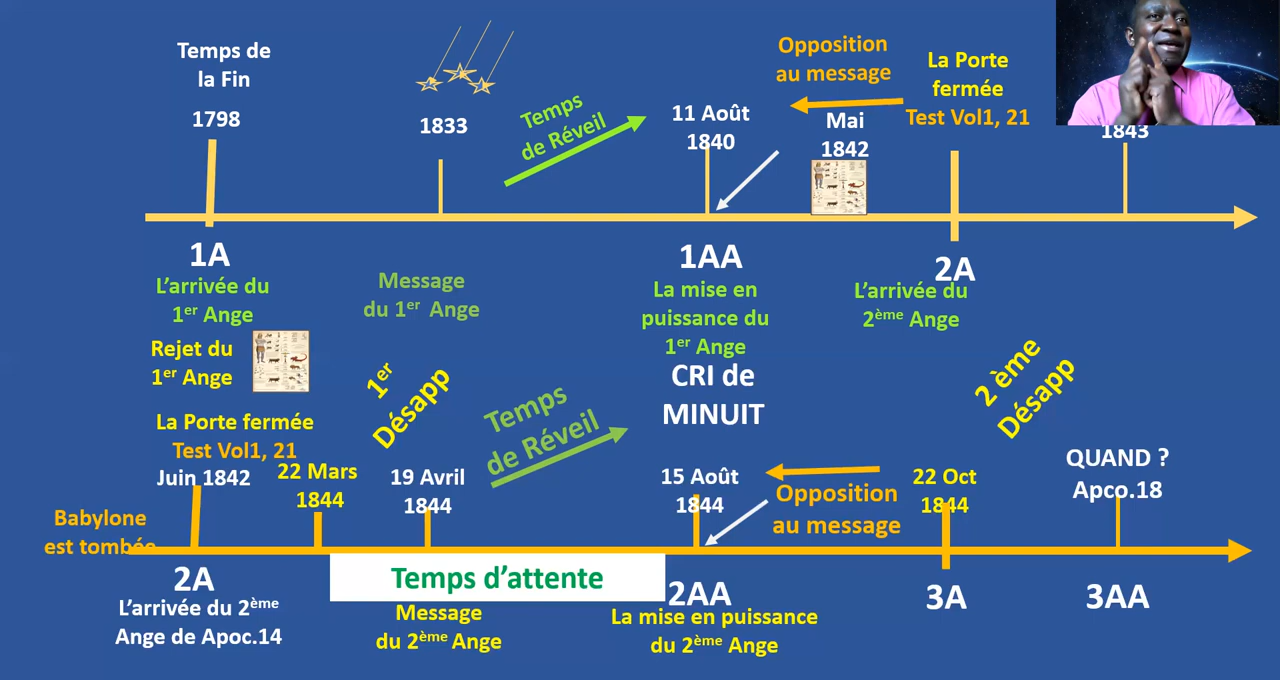 Temps de
la Fin
1798
1833
Temps
de Réveil
11 Août
1840
Opposition
au message
Mai
1842
La Porte
fermée
Test Vol1, 21
1843
1A
L'arrivée du
1er Ange
Message
du 1er Ange
1AA
La mise en
puissance du
1er Ange
2A
L'arrivée du
2ème Ange
Rejet du
1er Ange
1er
Désapp
CRI de
MINUIT
2 ème
Désapp
La Porte fermée
Test Vol1, 21
Juin 1842
22 Mars
1844
19 Avril
1844
Temps
de Réveil
15 Août
1844
Opposition
au message
22 Oct
1844
QUAND ?
Apco.18
Babylone
est tombée
2A
L'arrivée du 2ème
Ange de Apoc.14
Temps d'attente
Message
du 2ème Ange
2AA
La mise en puissance
du 2ème Ange
3A
3AA